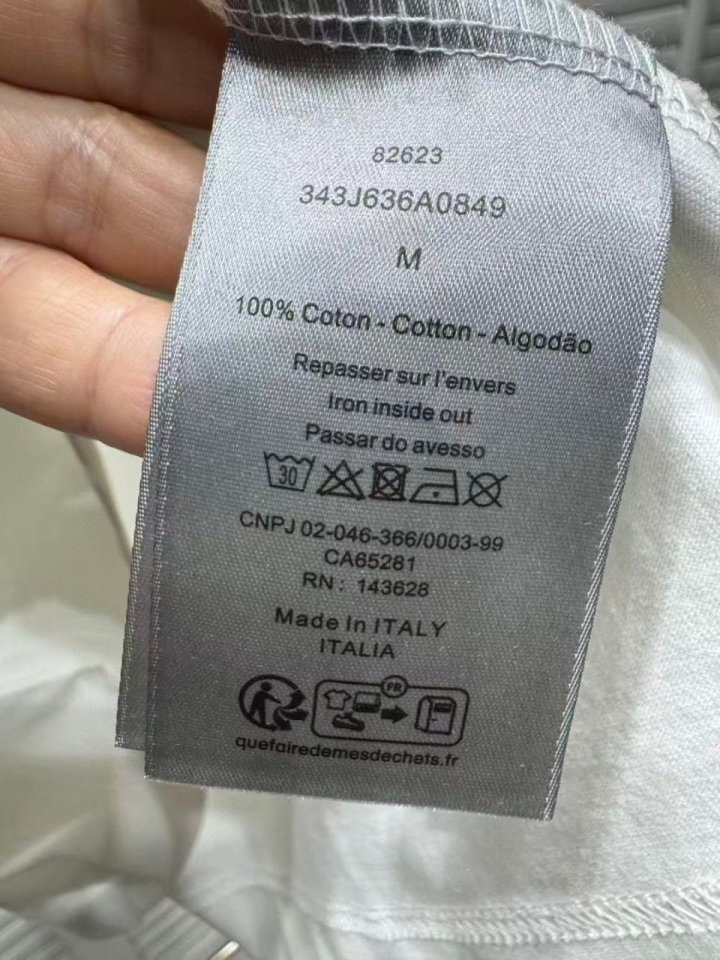 82623
343J636A0849
M
100% Coton - Cotton - Algodão
Repasser sur l'envers
Iron inside out
Passar do avesso
30
CNPJ 02-046-366/0003-99
CA65281
RN : 143628
Made In ITALY
ITALIA
FR
quefairedemesdechets.fr